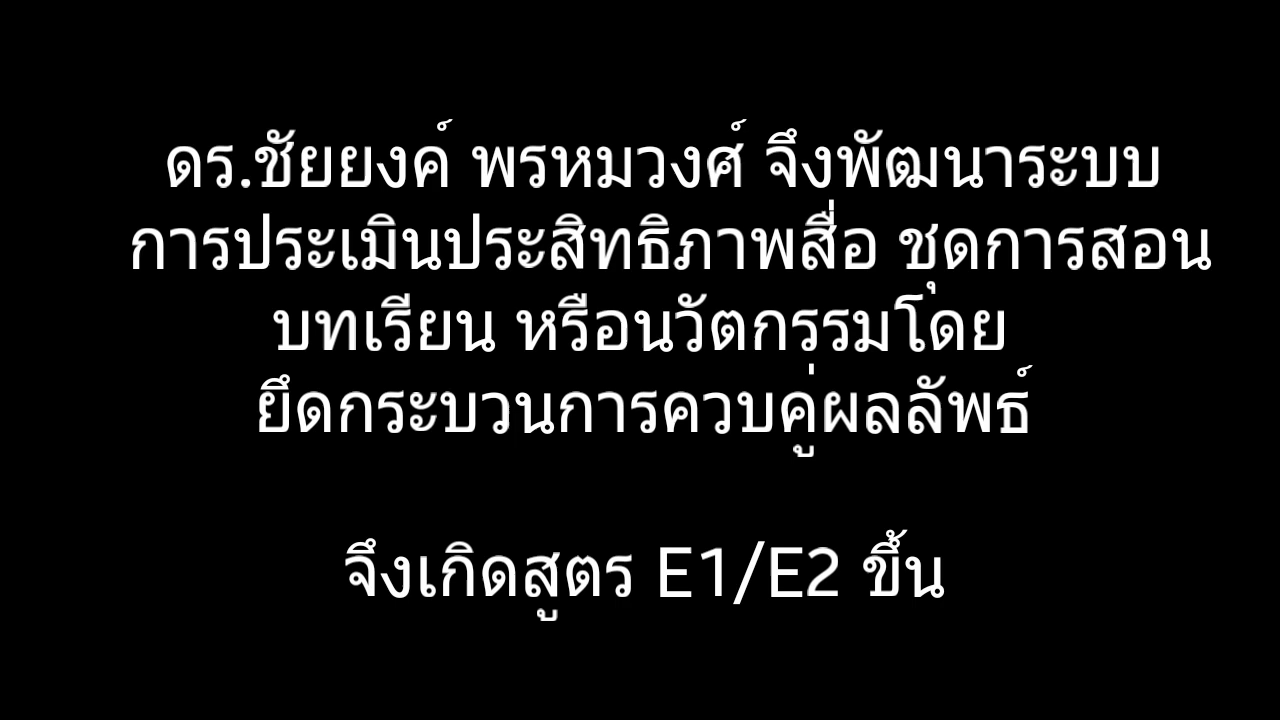 ดร.ชัยยงค์ พรหมวงศ์ จึงพัฒนาระบบ
การประเมินประสิทธิภาพสื่อ ชุดการสอน
บทเรียน หรือนวัตกรรมโดย
ยึดกระบวนการควบคู่ผลลัพธ์
จึงเกิดสูตร E1/E2 ขึ้น